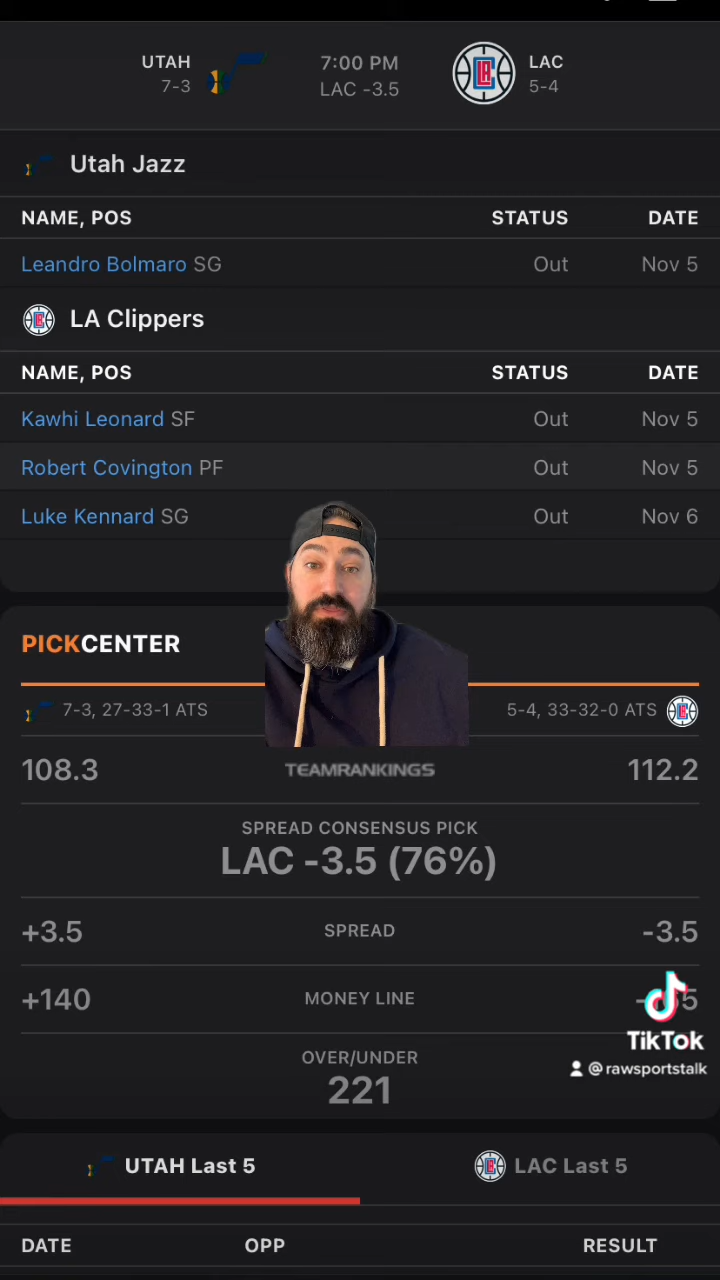 UTAH
7-3
7:00 PM
LAC -3.5
LAC
5-4
Utah Jazz
NAME, POS STATUS DATE
Leandro Bolmaro SG Out Nov 5
LA Clippers
NAME, POS STATUS DATE
Kawhi Leonard SF Out Nov 5
Robert Covington PF Out Nov 5
Luke Kennard SG Out Nov 6
PICKCENTER
7-3, 27-33-1 ATS 5-4, 33-32-0 ATS
108.3 TEAMRANKINGS 112.2
SPREAD CONSENSUS PICK
LAC -3.5 (76%)
+3.5 SPREAD -3.5
+140 MONEY LINE
TikTok
@rawsportstalk
OVER/UNDER
221
UTAH Last 5 LAC Last 5
DATE OPP RESULT